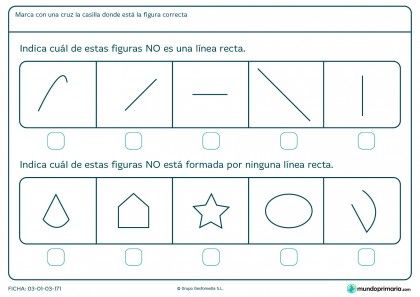 Marca con una cruz la casilla donde está la figura correcta
Indica cuál de estas figuras NO es una línea recta.
Indica cuál de estas figuras NO está formada por ninguna línea recta.
FICHA: 03-01-03-171
© Grupo Gesfomedia S.L.
mundoprimaria.com